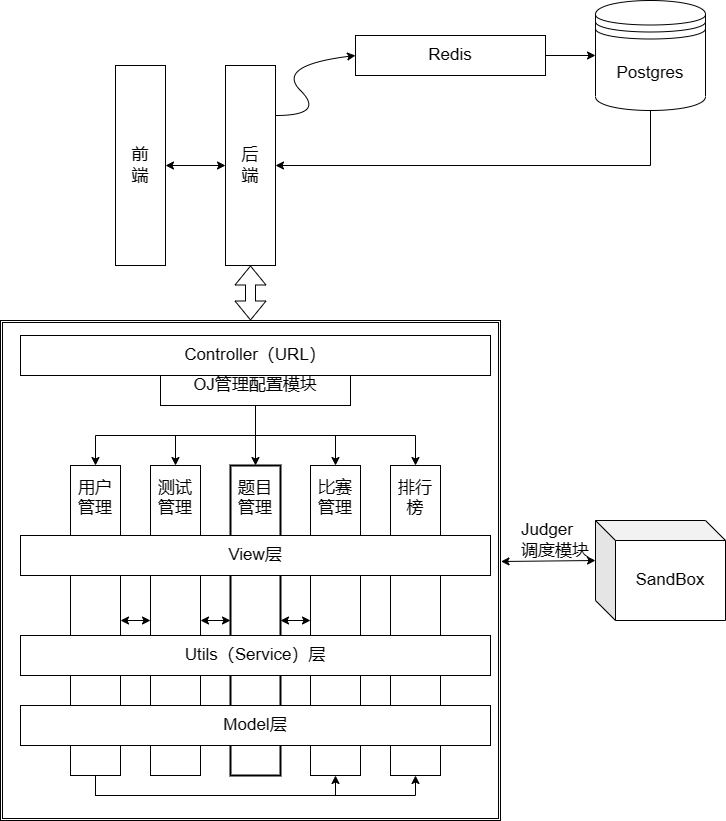 Redis
Postgres
前
端
后
端
Controller（URL）
OJ管理配置模块
用户
管理
测试
管理
题目
管理
比赛
管理
排行
榜
View层
Judger
调度模块
SandBox
Utils（Service）层
Model层